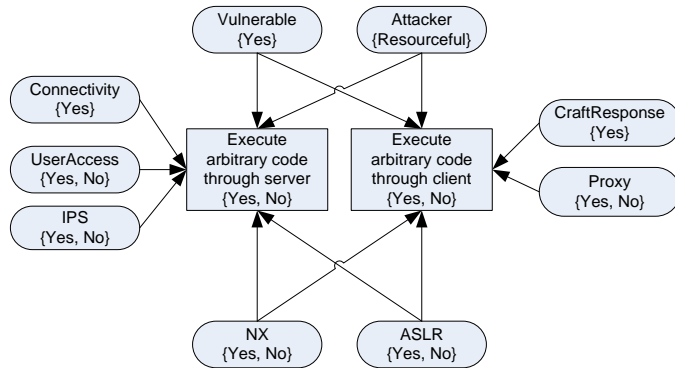 Vulnerable
{Yes}
Attacker
{Resourceful}
Connectivity
{Yes}
UserAccess
{Yes, No}
IPS
{Yes, No}
Execute
arbitrary code
through server
{Yes, No}
Execute
arbitrary code
through client
{Yes, No}
CraftResponse
{Yes}
Proxy
{Yes, No}
NX
{Yes, No}
ASLR
{Yes, No}